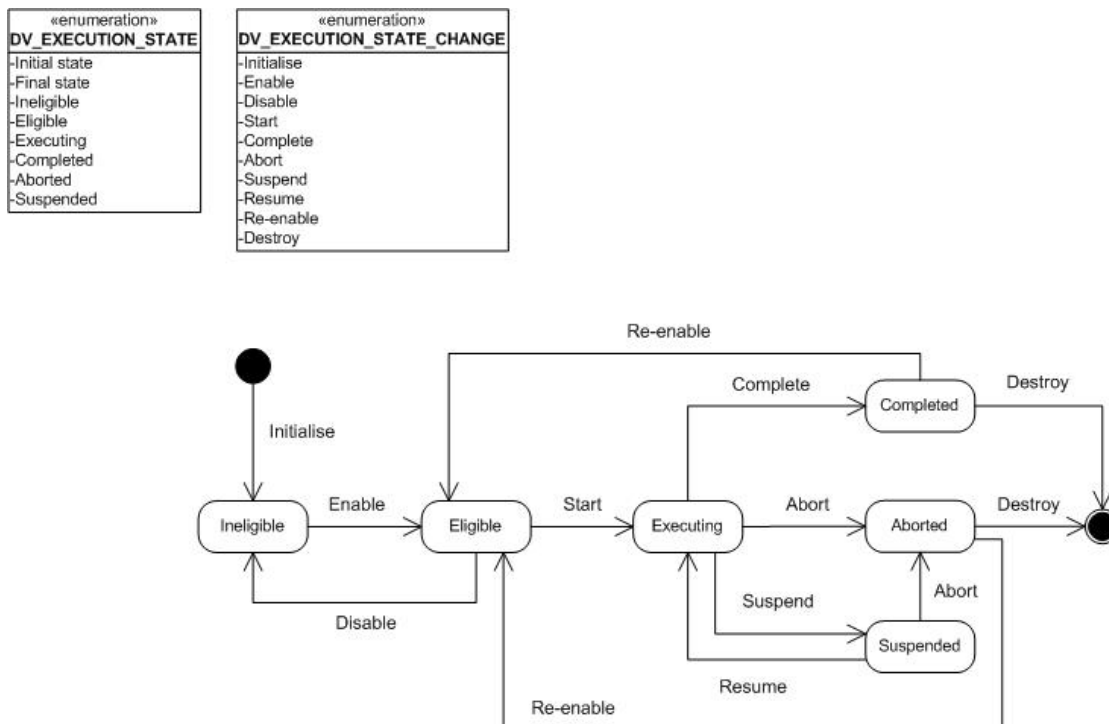 «enumeration»
DV_EXECUTION_STATE
-Initial state
-Final state
-Ineligible
-Eligible
-Executing
-Completed
-Aborted
-Suspended
«enumeration»
DV_EXECUTION_STATE_CHANGE
-Initialise
-Enable
-Disable
-Start
-Complete
-Abort
-Suspend
-Resume
-Re-enable
-Destroy
Re-enable
Complete
Completed
Destroy
Initialise
Ineligible
Enable
Eligible
Start
Executing
Abort
Aborted
Destroy
Disable
Suspend
Abort
Suspended
Resume
Re-enable